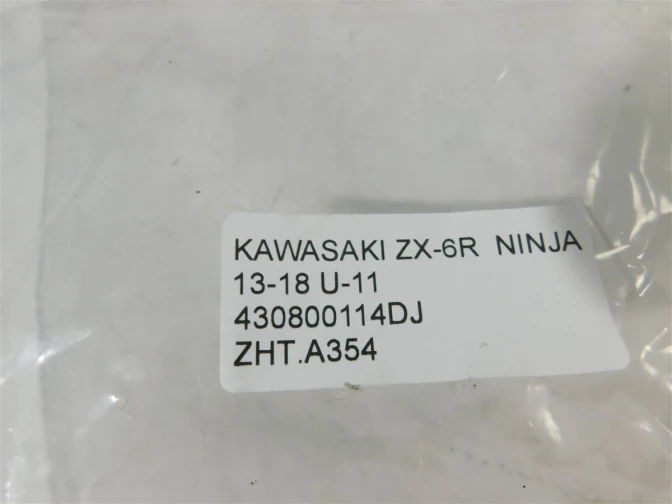 KAWASAKI ZX-6R NINJA
13-18 U-11
430800114DJ
ZHT.A354